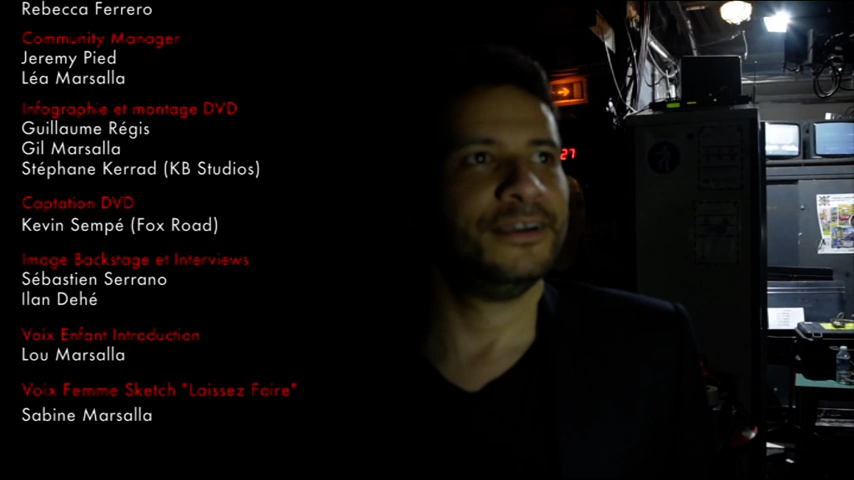 Rebecca Ferrero
Community Manager
Jeremy Pied
Léa Marsalla
Infographie et montage DVD
Guillaume Régis
Gil Marsalla
Stéphane Kerrad (KB Studios)
Captation DVD
Kevin Sempé (Fox Road)
Image Backstage et Interviews
Sébastien Serrano
Ilan Dehé
Voix Enfant Introduction
Lou Marsalla
Voix Femme Sketch "Laissez Faire"
Sabine Marsalla
27